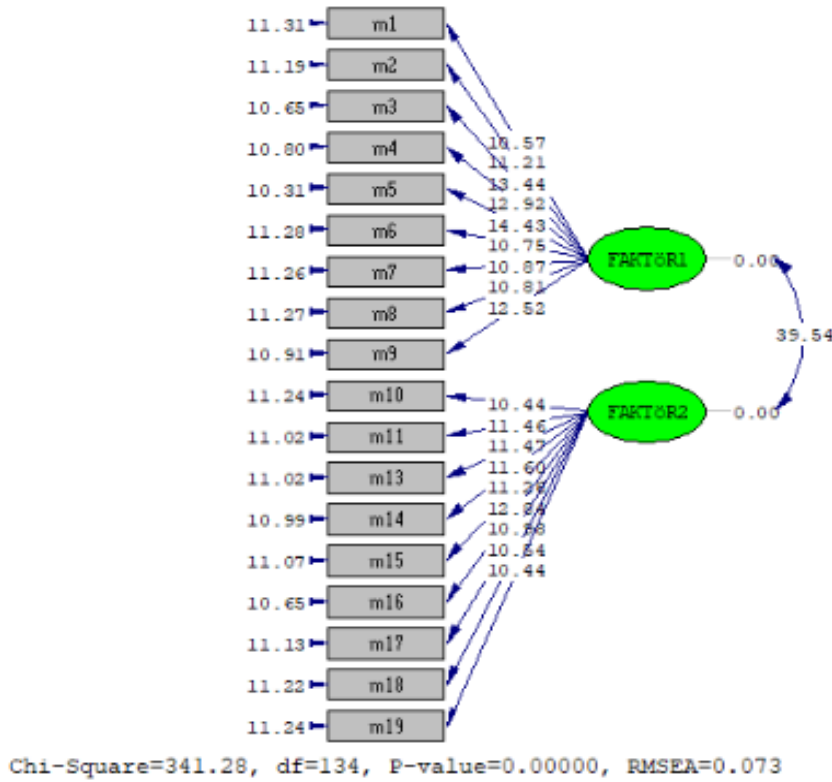 11.31 m1
11.19 m2
10.65 m3
10.80 m4
10.31 m5
11.28 m6
11.26 m7
11.27 m8
10.91 m9
11.24 m10
11.02 m11
11.02 m13
10.99 m14
11.07 m15
10.65 m16
11.13 m17
11.22 m18
11.24 m19
10.57
11.21
13.44
12.92
14.43
10.75
10.87
10.81
12.52
10.44
11.46
11.47
11.60
10.44
FAKTÖR1 0.00
39.54
FAKTÖR2 0.00
Chi-Square=341.28, df=134, P-value=0.00000, RMSEA=0.073